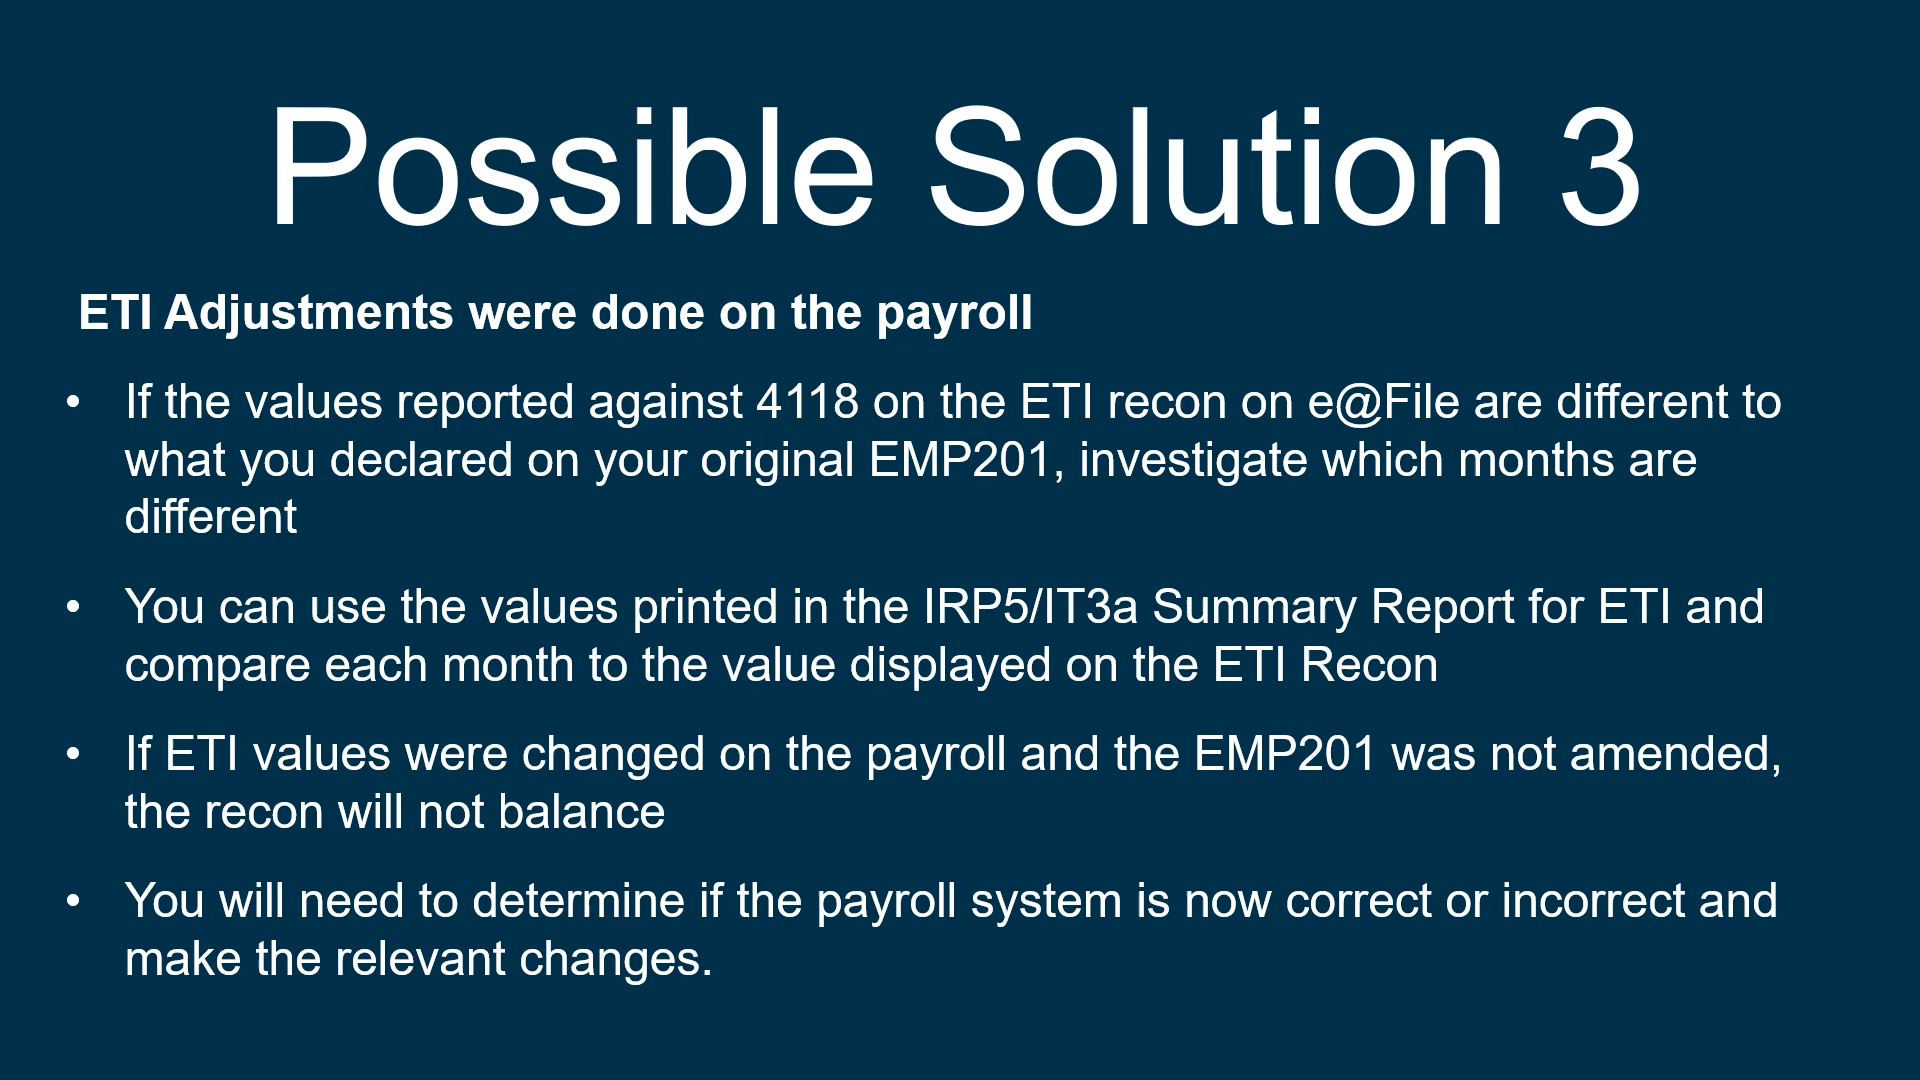 Possible Solution 3
ETI Adjustments were done on the payroll
• If the values reported against 4118 on the ETI recon on e@File are different to
what you declared on your original EMP201, investigate which months are
different
• You can use the values printed in the IRP5/IT3a Summary Report for ETI and
compare each month to the value displayed on the ETI Recon
• If ETI values were changed on the payroll and the EMP201 was not amended,
the recon will not balance
• You will need to determine if the payroll system is now correct or incorrect and
make the relevant changes.